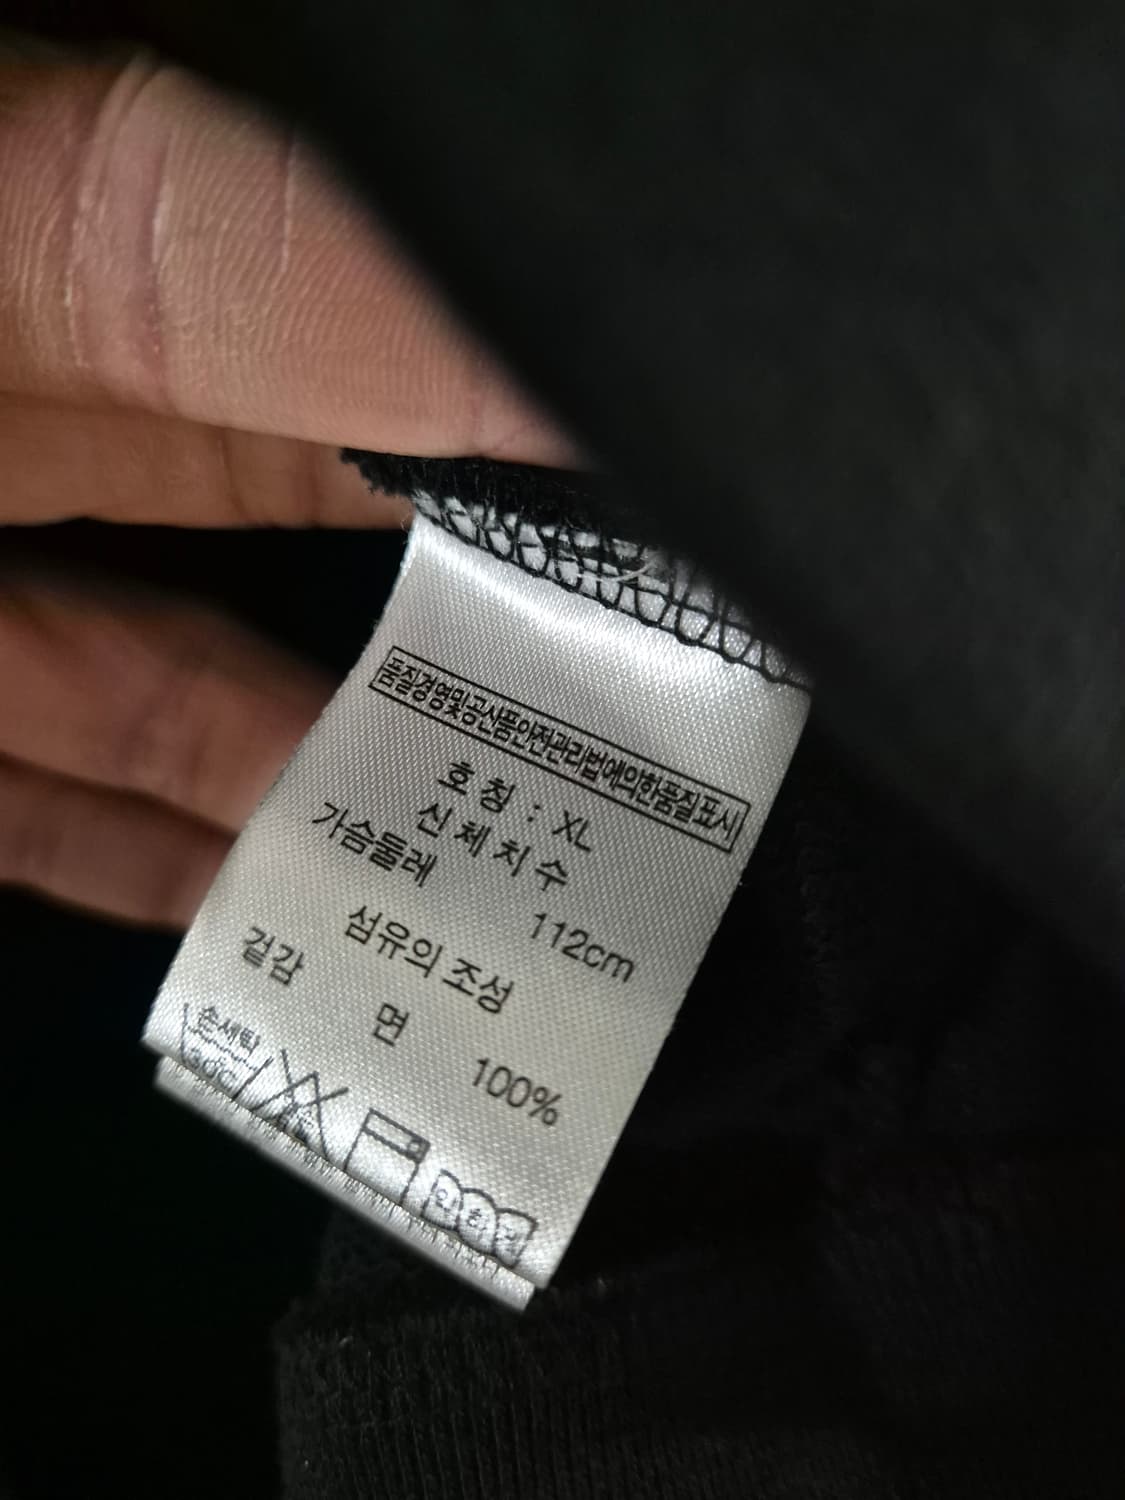 품질경영및공산품안전관리법에의한품질표시
호 칭 : XL
신 체 치 수
가슴둘레 112cm
섬유의 조성
겉감 면 100%
손세탁
30℃